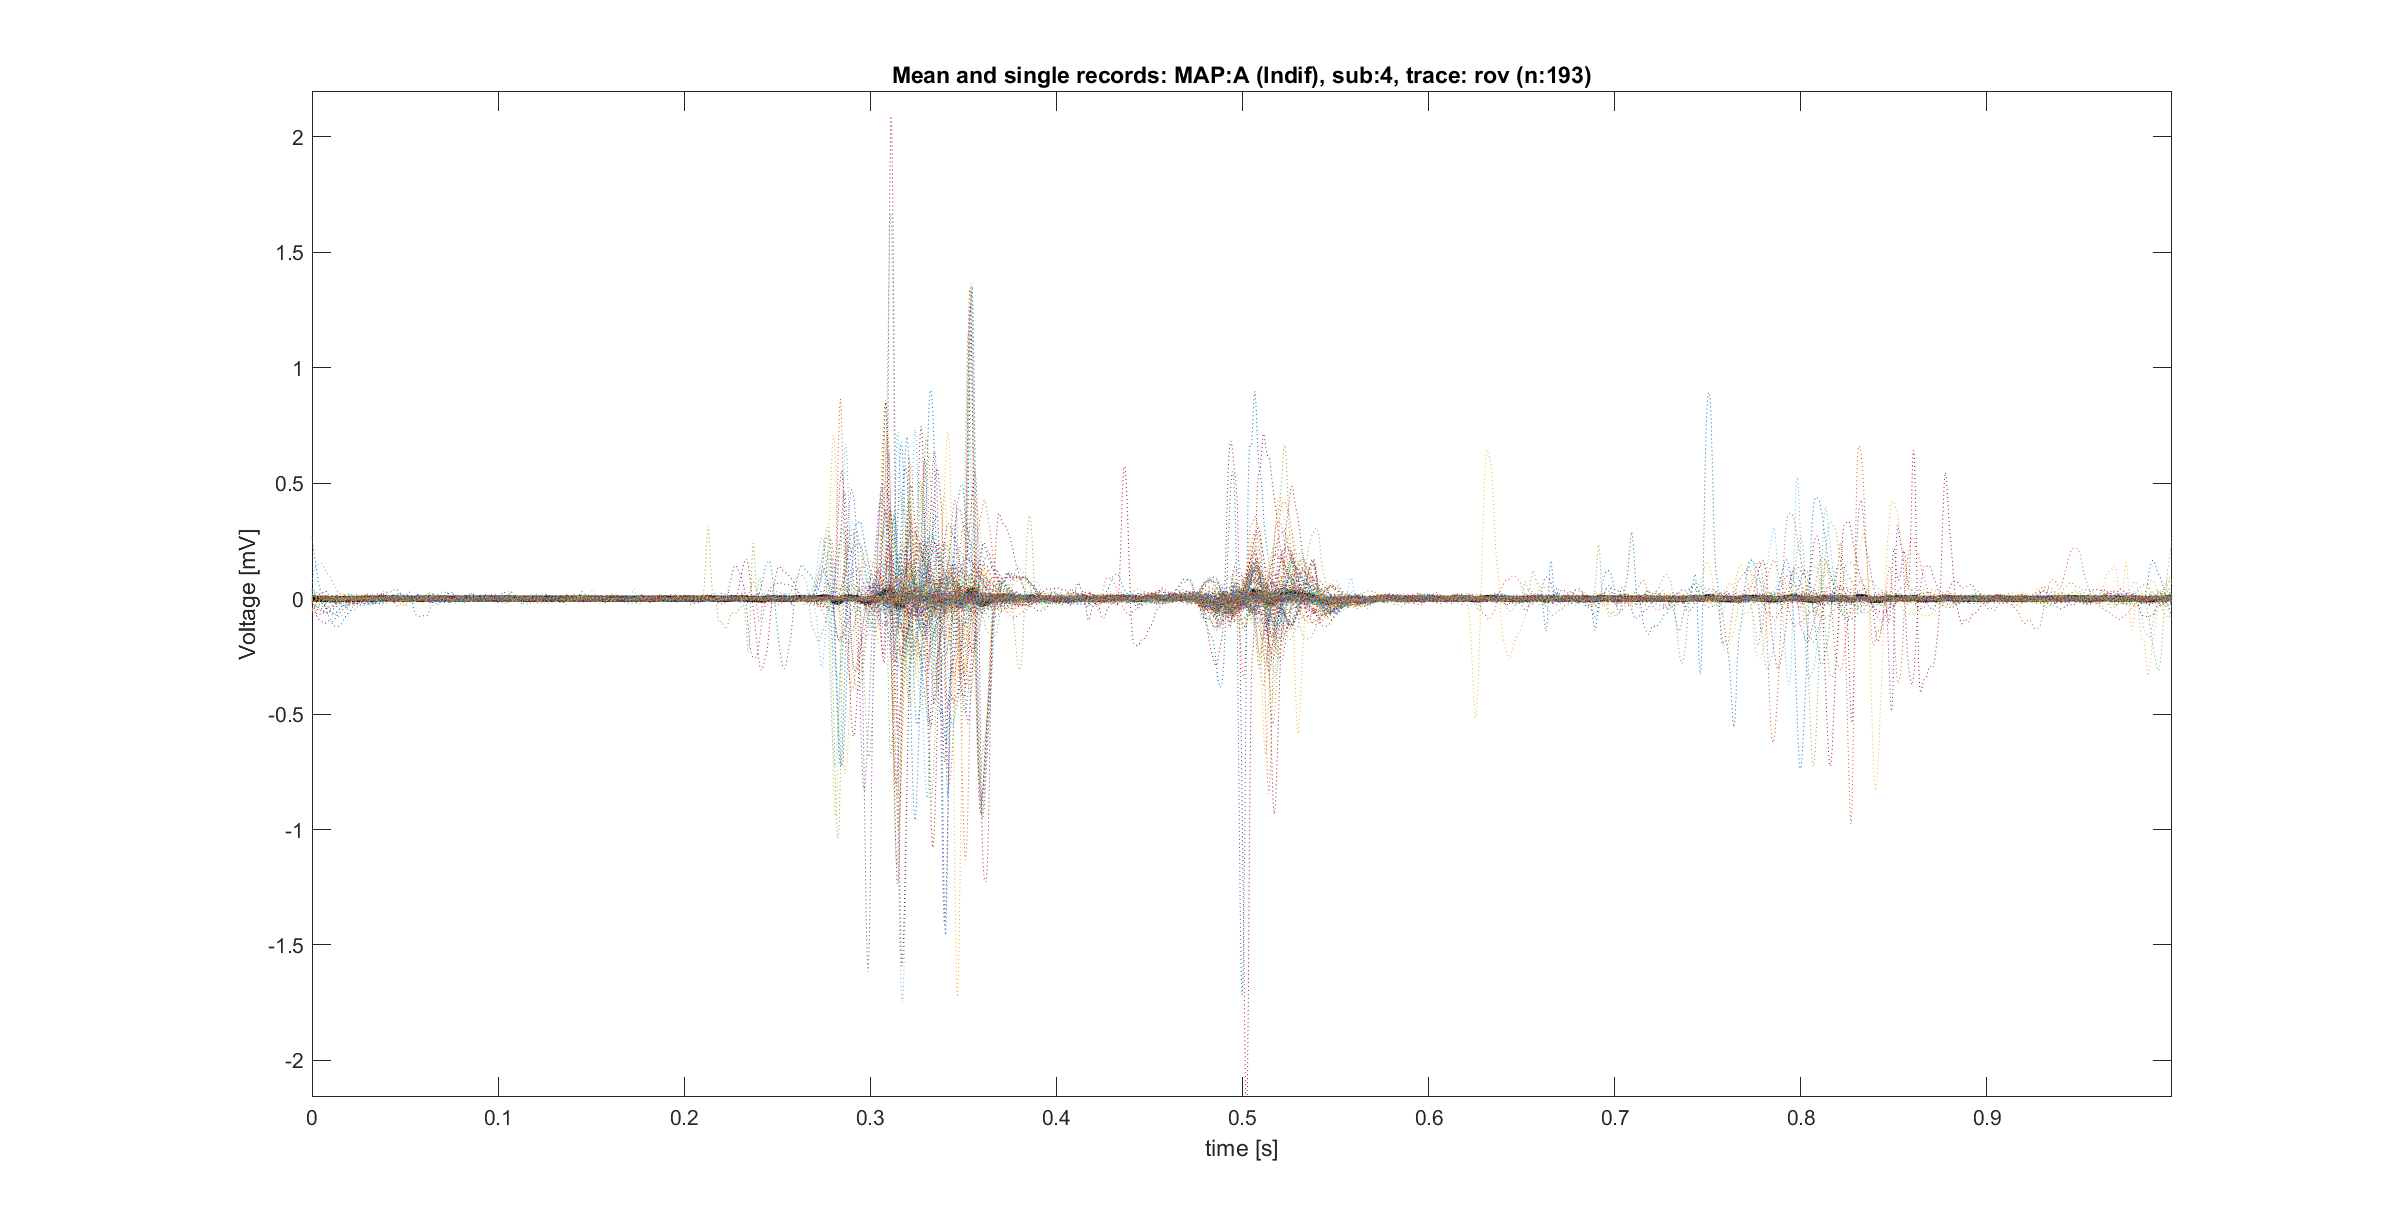 Mean and single records: MAP:A (Indif), sub:4, trace: rov (n:193)
2
1.5
1
0.5
0
-0.5
-1
-1.5
-2
Voltage [mV]
0 0.1 0.2 0.3 0.4 0.5 0.6 0.7 0.8 0.9
time [s]